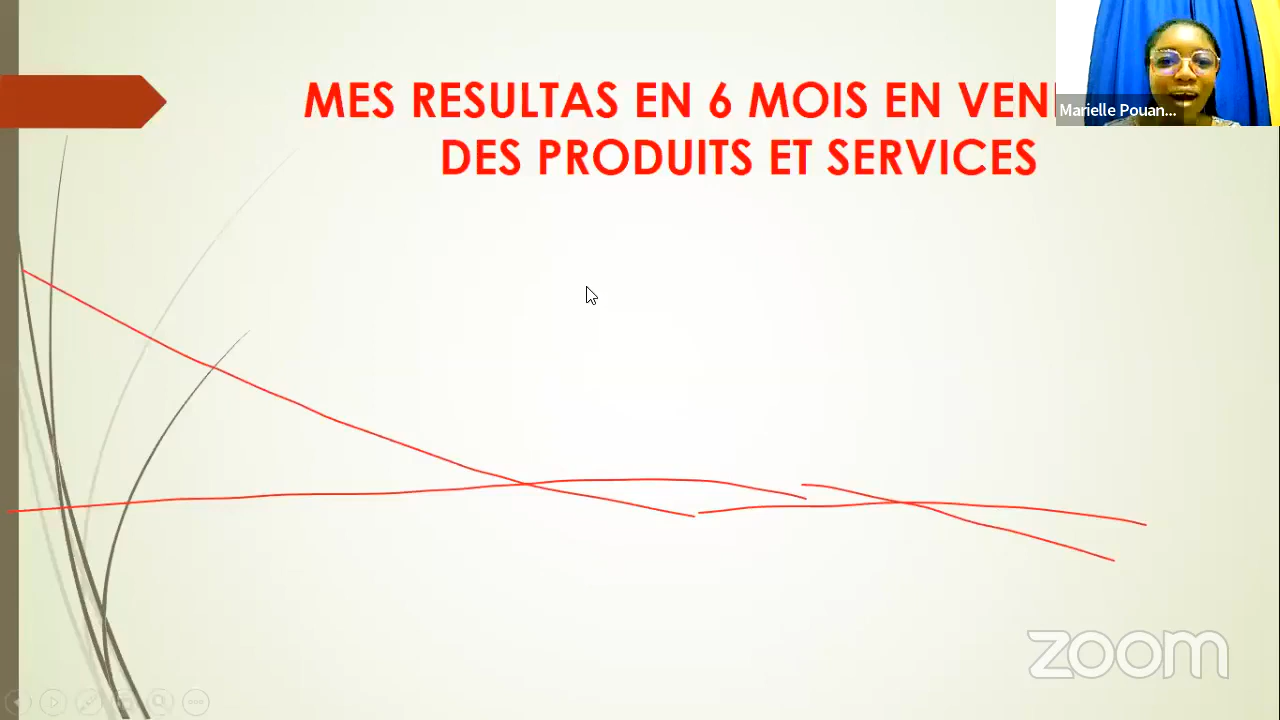 MES RESULTAS EN 6 MOIS EN VEN
DES PRODUITS ET SERVICES
Marielle Pouan...
zoom